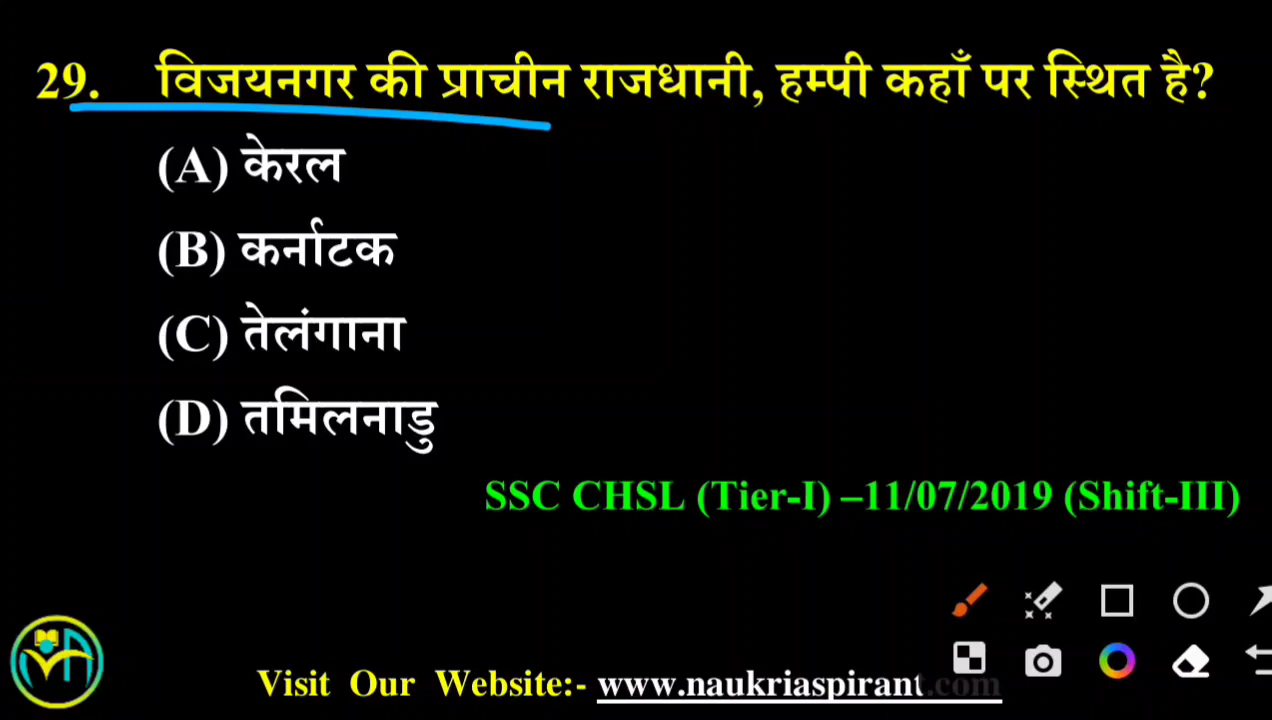 29. विजयनगर की प्राचीन राजधानी, हम्पी कहाँ पर स्थित है?
(A) केरल
(B) कर्नाटक
(C) तेलंगाना
(D) तमिलनाडु
SSC CHSL (Tier-I) –11/07/2019 (Shift-III)
Visit Our Website:- www.naukriaspirant.com